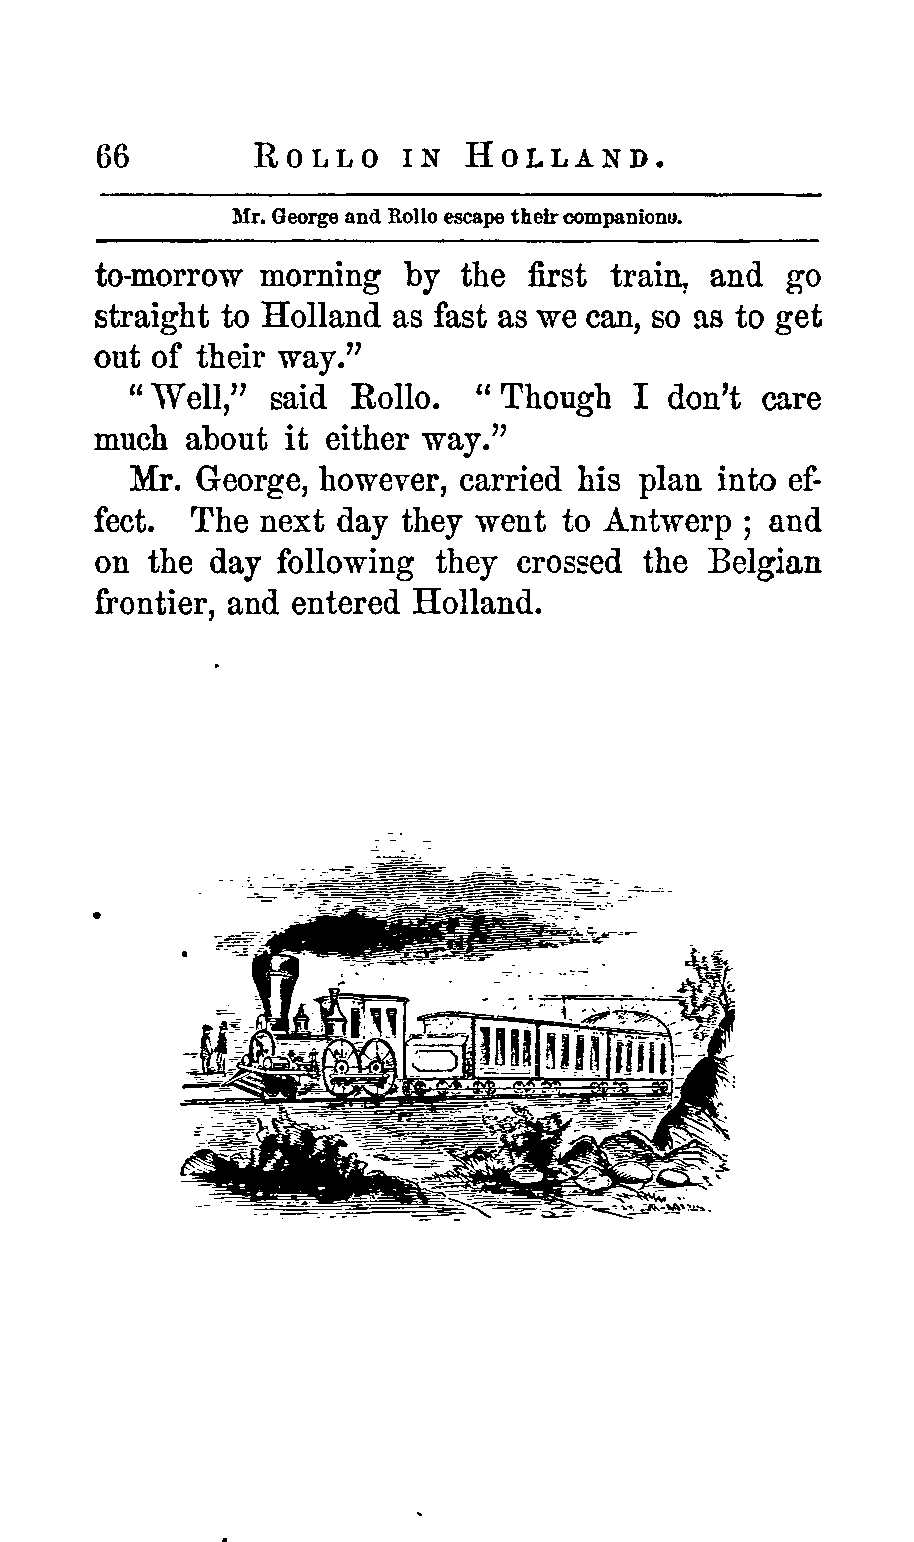 66 ROLLO IN HOLLAND.
Mr. George and Rollo escape their companions.
to-morrow morning by the first train, and go
straight to Holland as fast as we can, so as to get
out of their way.”
“Well,” said Rollo. “Though I don’t care
much about it either way.”
Mr. George, however, carried his plan into ef-
fect. The next day they went to Antwerp ; and
on the day following they crossed the Belgian
frontier, and entered Holland.